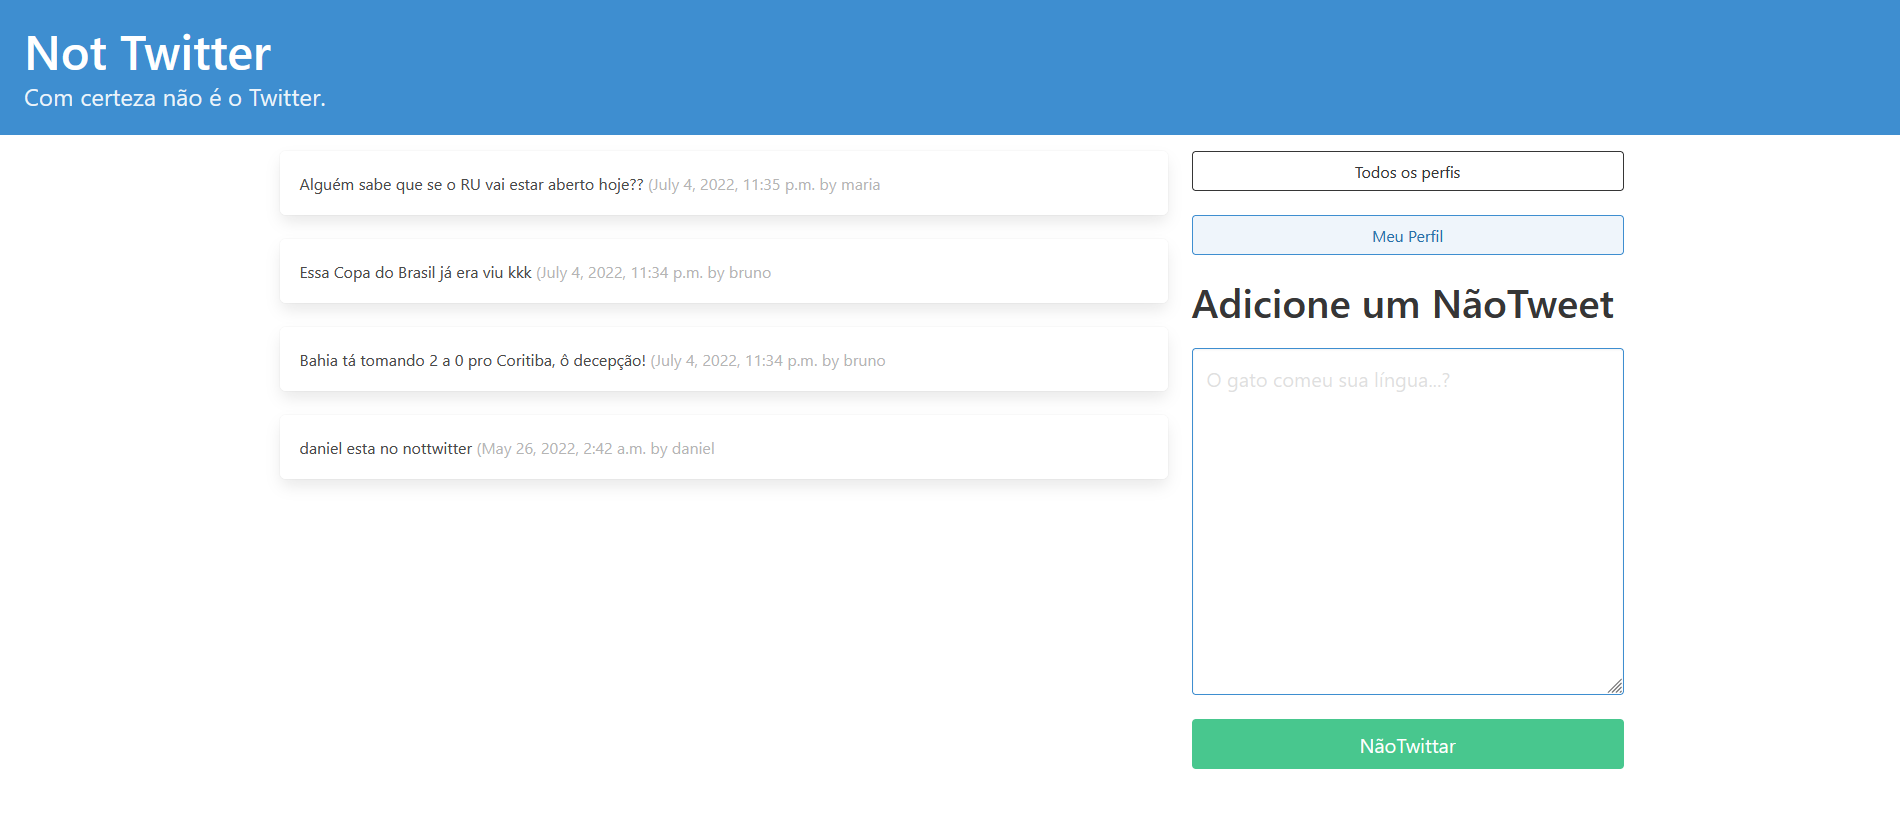 Not Twitter
Com certeza não é o Twitter.
Alguém sabe que se o RU vai estar aberto hoje?? (July 4, 2022, 11:35 p.m. by maria
Essa Copa do Brasil já era viu kkk (July 4, 2022, 11:34 p.m. by bruno
Bahia tá tomando 2 a 0 pro Coritiba, ô decepção! (July 4, 2022, 11:34 p.m. by bruno
daniel esta no nottwitter (May 26, 2022, 2:42 a.m. by daniel
Todos os perfis
Meu Perfil
Adicione um NãoTweet
O gato comeu sua língua...?
NãoTwittar